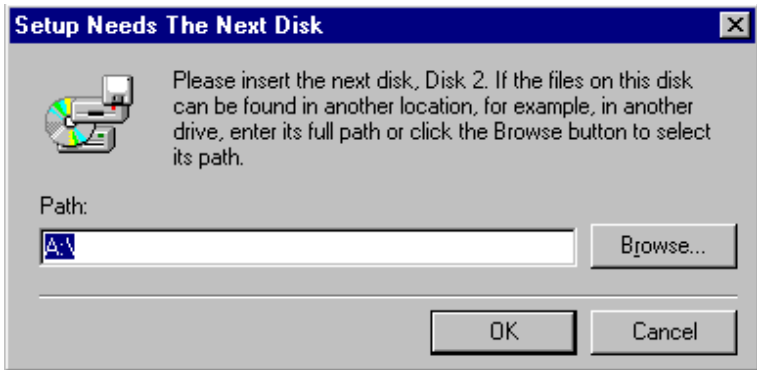 Setup Needs The Next Disk
Please insert the next disk, Disk 2. If the files on this disk
can be found in another location, for example, in another
drive, enter its full path or click the Browse button to select
its path.
Path:
A:\
Browse...
OK
Cancel